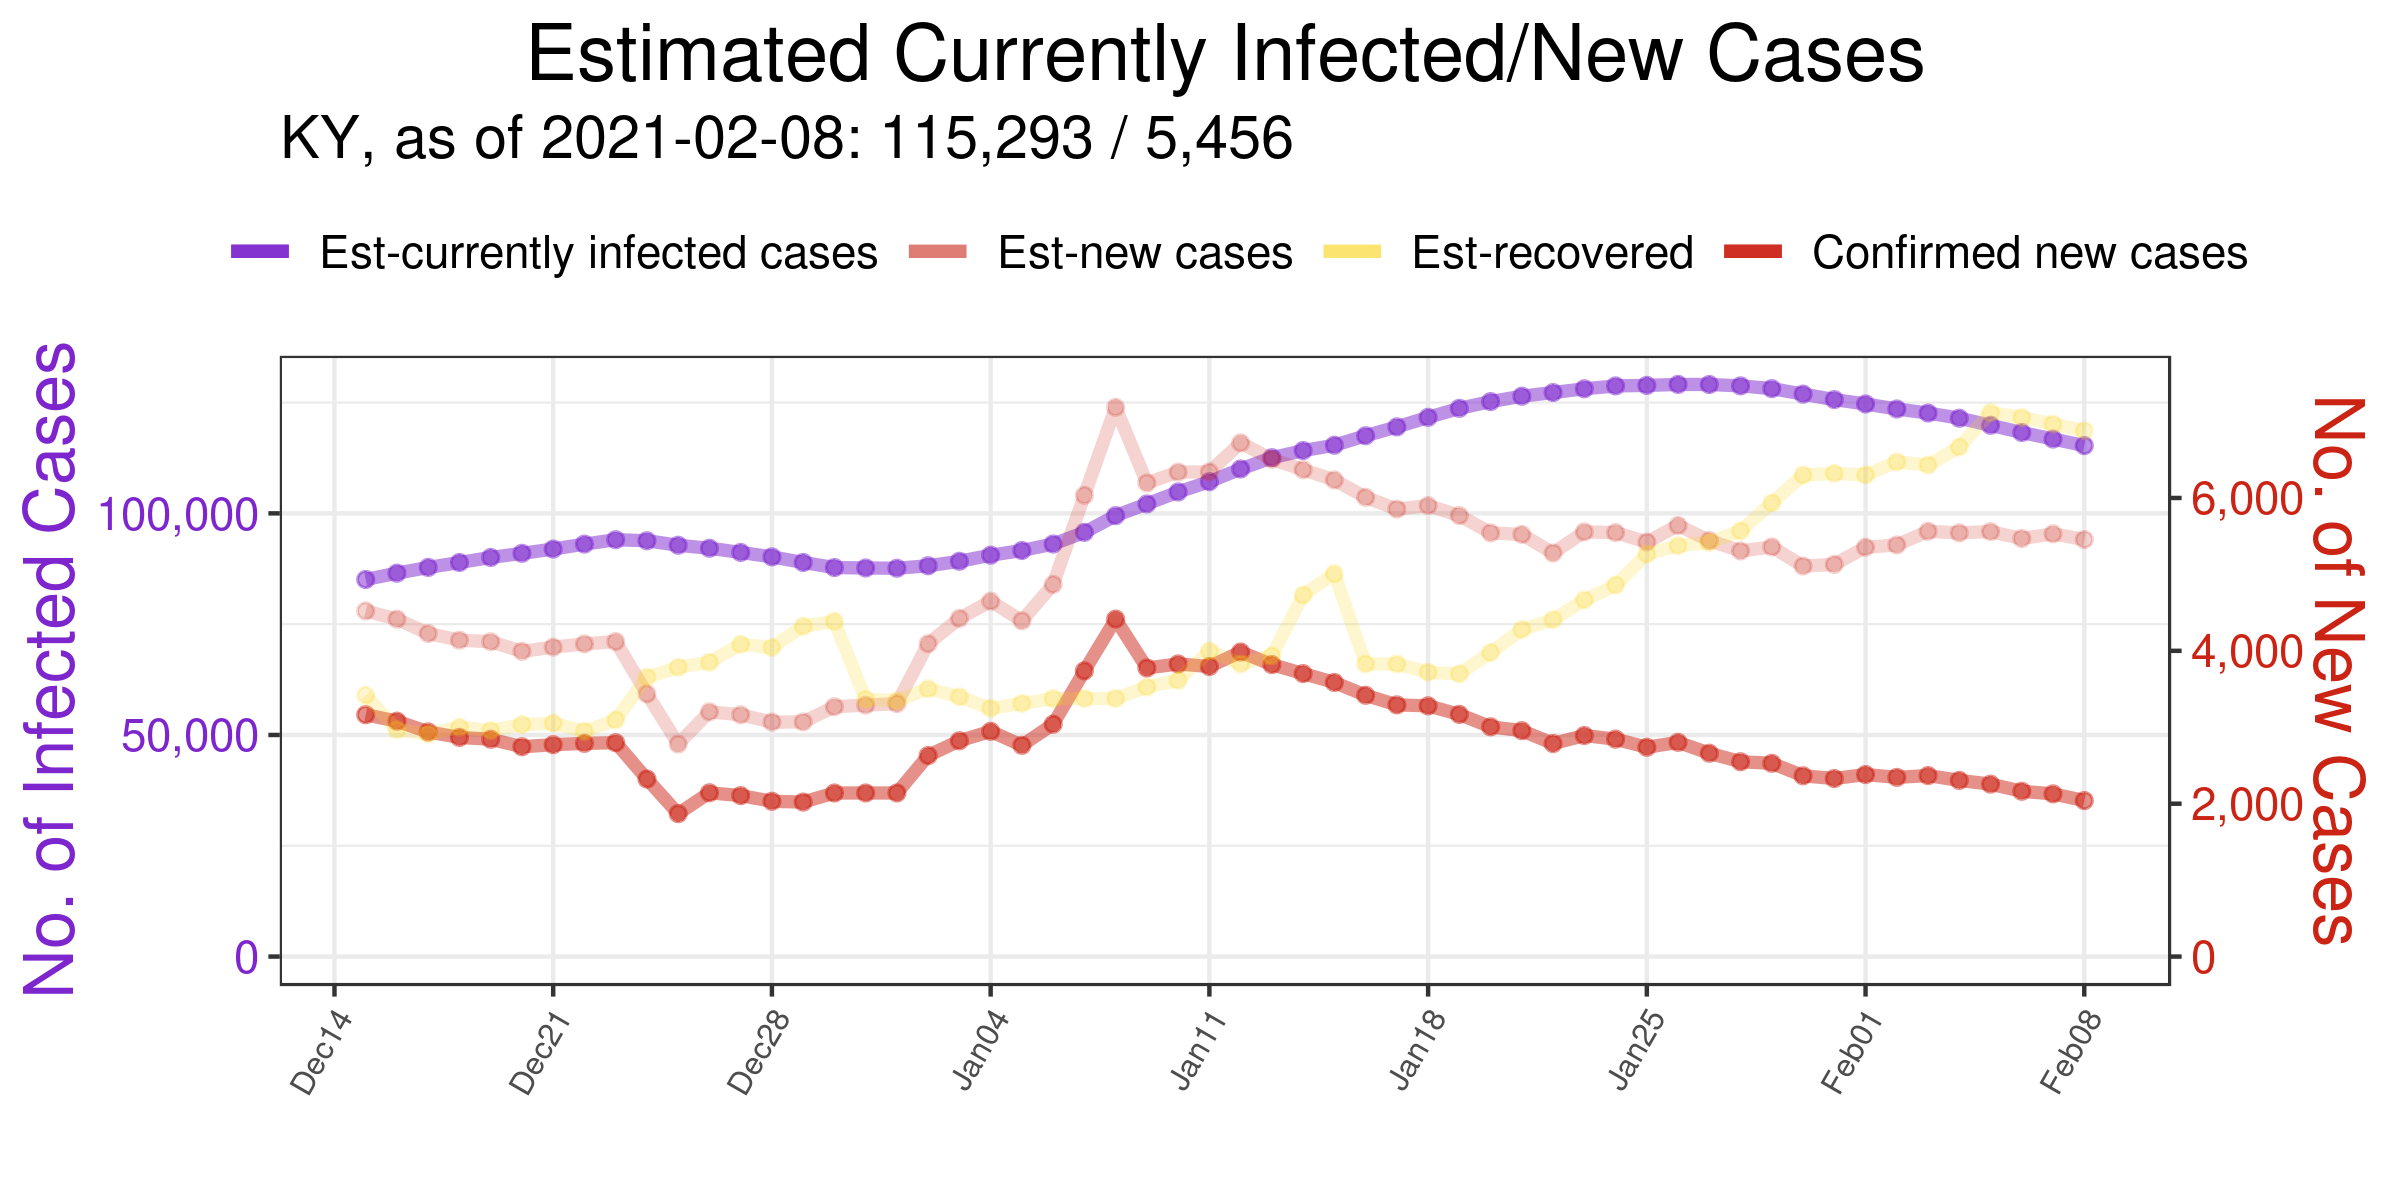 Estimated Currently Infected/New Cases
KY, as of 2021-02-08: 115,293 / 5,456
Est-currently infected cases
Est-new cases
Est-recovered
Confirmed new cases
No. of Infected Cases
100,000
50,000
0
6,000
4,000
2,000
0
No. of New Cases
Dec14
Dec21
Dec28
Jan04
Jan11
Jan18
Jan25
Feb01
Feb08